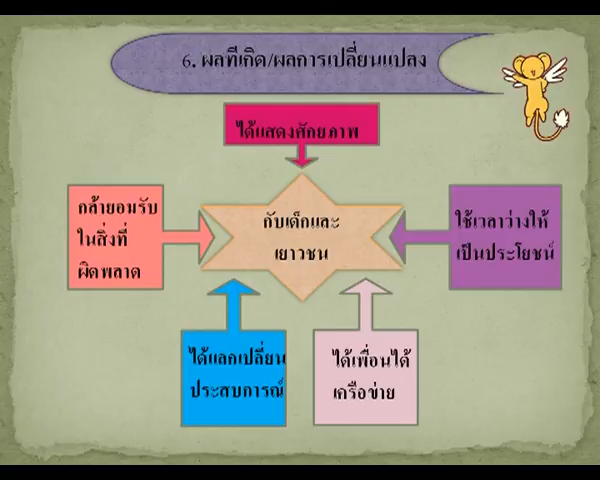 6. ผลที่เกิด/ผลการเปลี่ยนแปลง
ได้แสดงศักยภาพ
กล้ายอมรับ
ในสิ่งที่
ผิดพลาด
กับเด็กและ
เยาวชน
ใช้เวลาว่างให้
เป็นประโยชน์
ได้แลกเปลี่ยน
ประสบการณ์
ได้เพื่อนได้
เครือข่าย